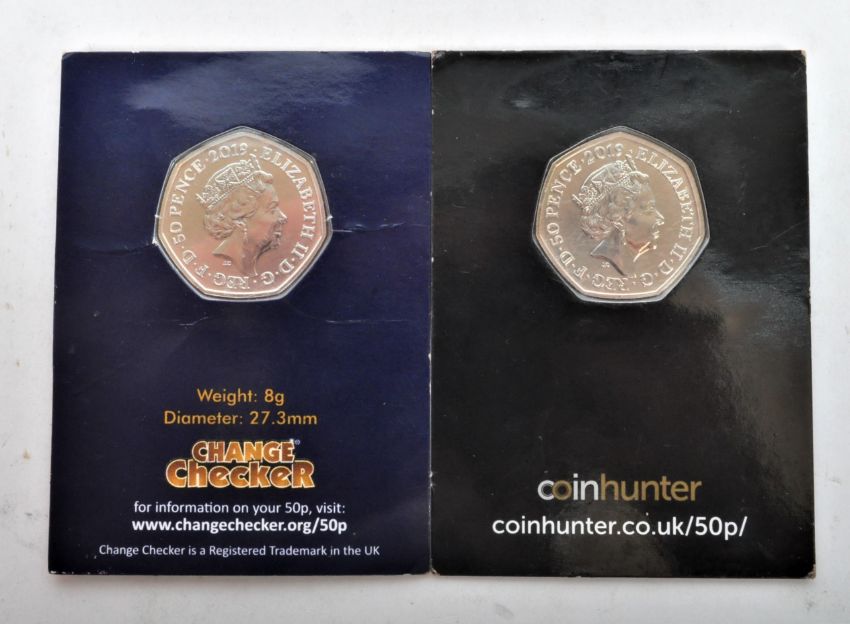 ELIZABETH II · D · G · REG · F · D · 50 PENCE · 2019 ·
Weight: 8g
Diameter: 27.3mm
CHANGE
CheckeR®
for information on your 50p, visit:
www.changechecker.org/50p
Change Checker is a Registered Trademark in the UK
ELIZABETH II · D · G · REG · F · D · 50 PENCE · 2019 ·
coinhunter
coinhunter.co.uk/50p/